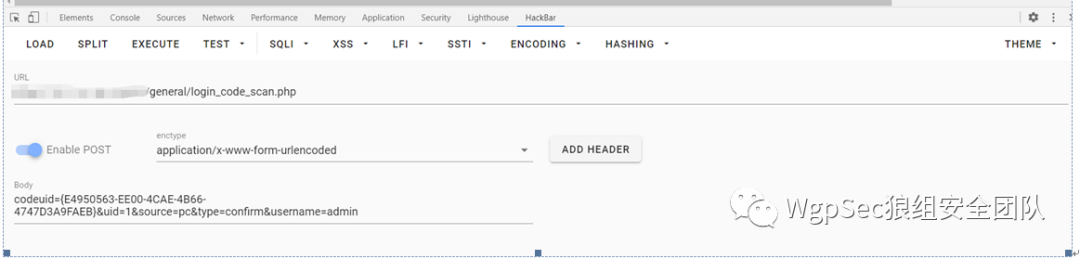 Elements Console Sources Network Performance Memory Application Security Lighthouse HackBar
LOAD SPLIT EXECUTE TEST SQLI XSS LFI SSTI ENCODING HASHING THEME
URL
/general/login_code_scan.php
Enable POST
enctype
application/x-www-form-urlencoded
ADD HEADER
Body
codeuid={E4950563-EE00-4CAE-4B66-
4747D3A9FAEB}&uid=1&source=pc&type=confirm&username=admin
WgpSec狼组安全团队